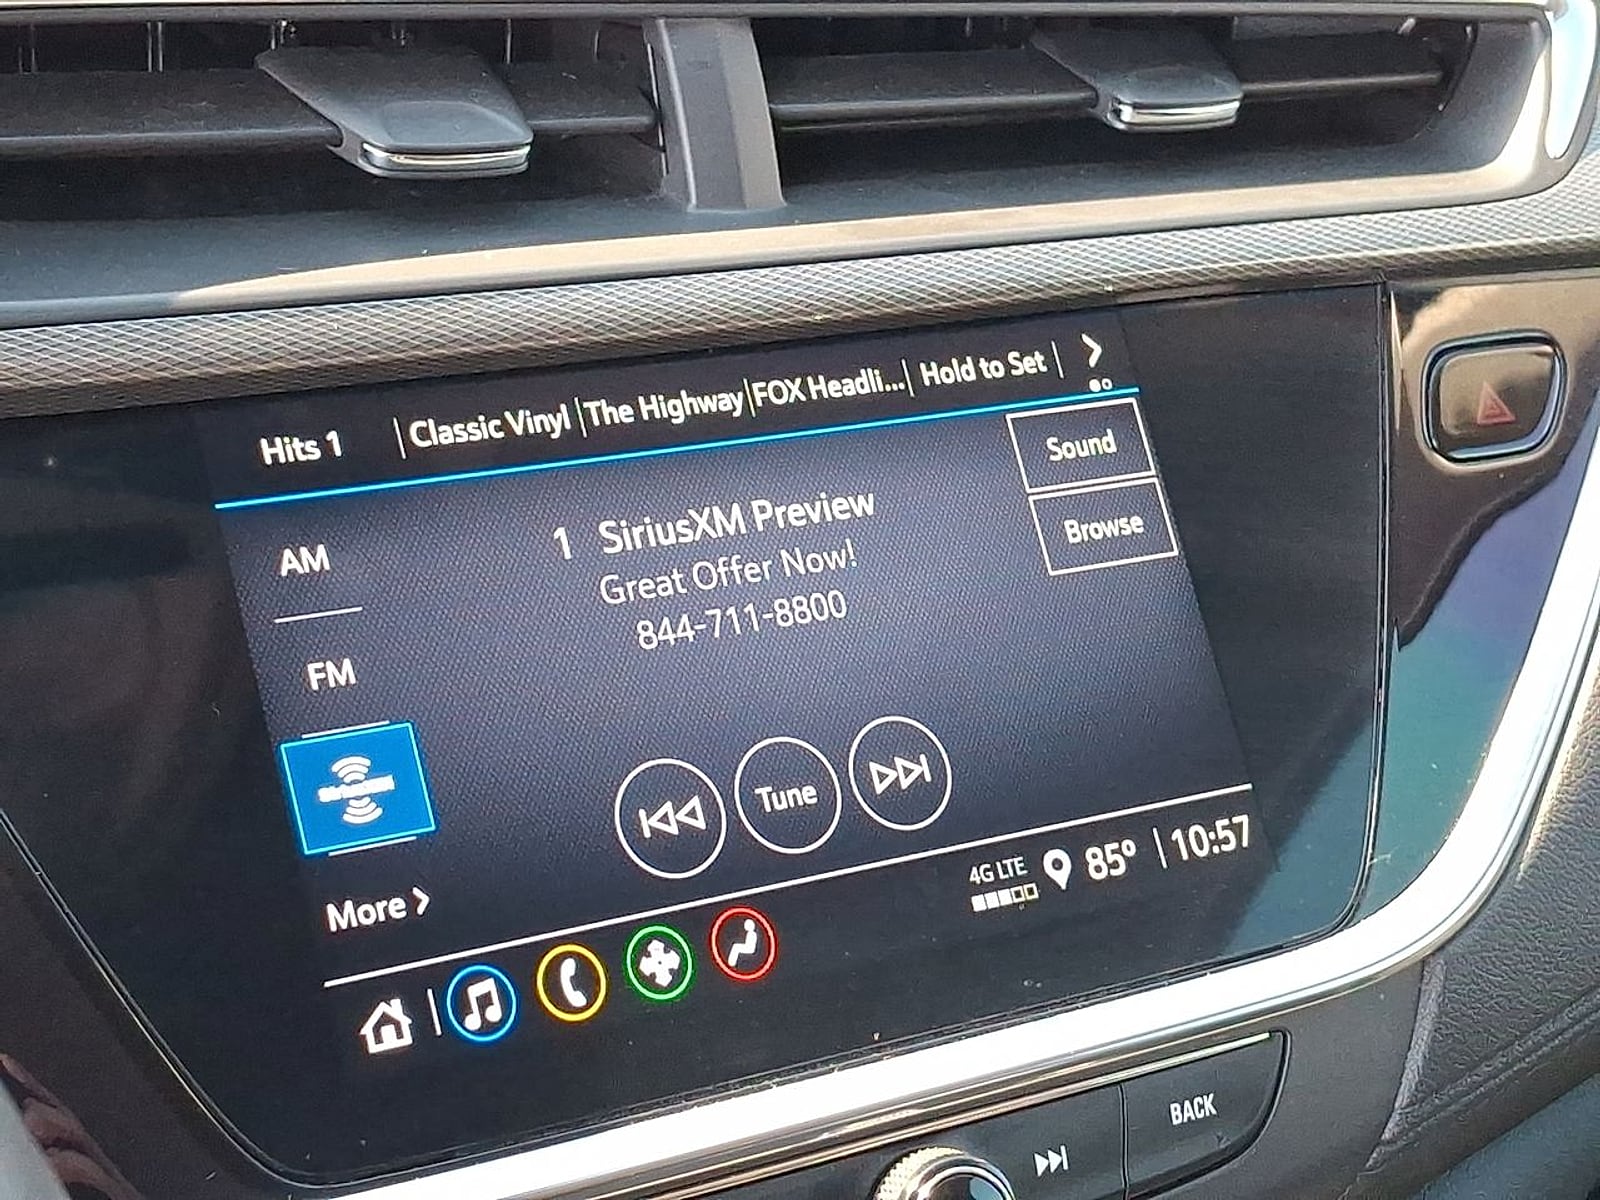 Hits 1 | Classic Vinyl | The Highway | FOX Headli... | Hold to Set | >
Sound
Browse
AM
1 SiriusXM Preview
Great Offer Now!
844-711-8800
FM
SiriusXM
Tune
More >
4G LTE 85° | 10:57
BACK